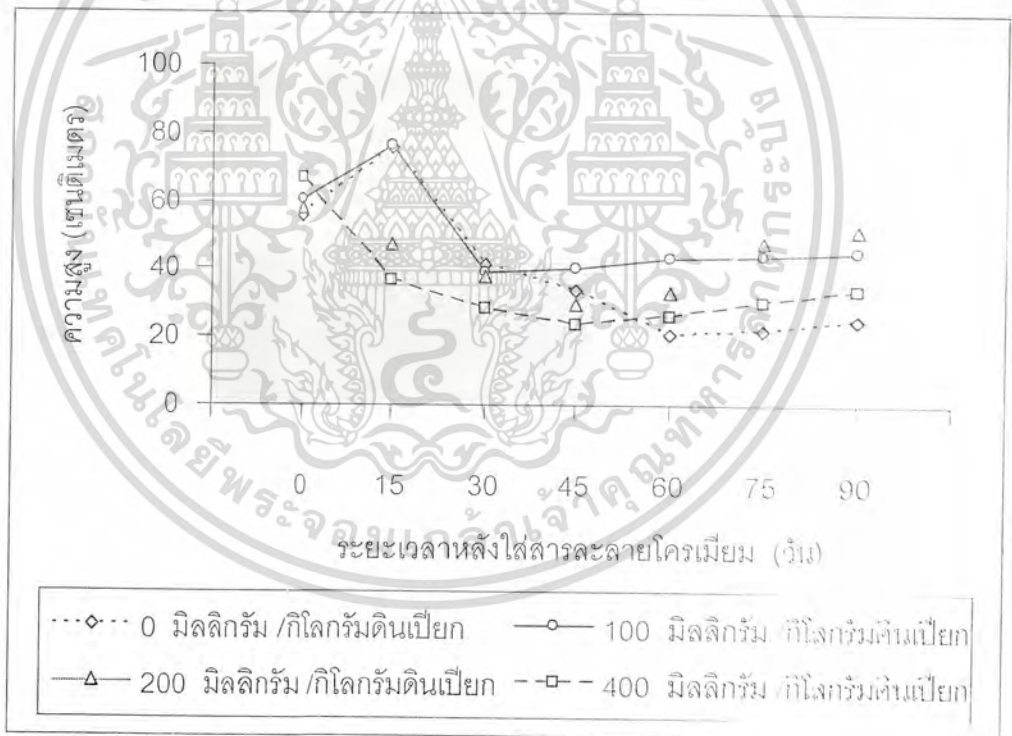 100
80
60
40
20
0
ความสูง (เซนติเมตร)
0 15 30 45 60 75 90
ระยะเวลาหลังใส่สารละลายโครเมียม (วัน)
0 มิลลิกรัม /กิโลกรัมดินเปียก 100 มิลลิกรัม /กิโลกรัมดินเปียก
200 มิลลิกรัม /กิโลกรัมดินเปียก 400 มิลลิกรัม /กิโลกรัมดินเปียก